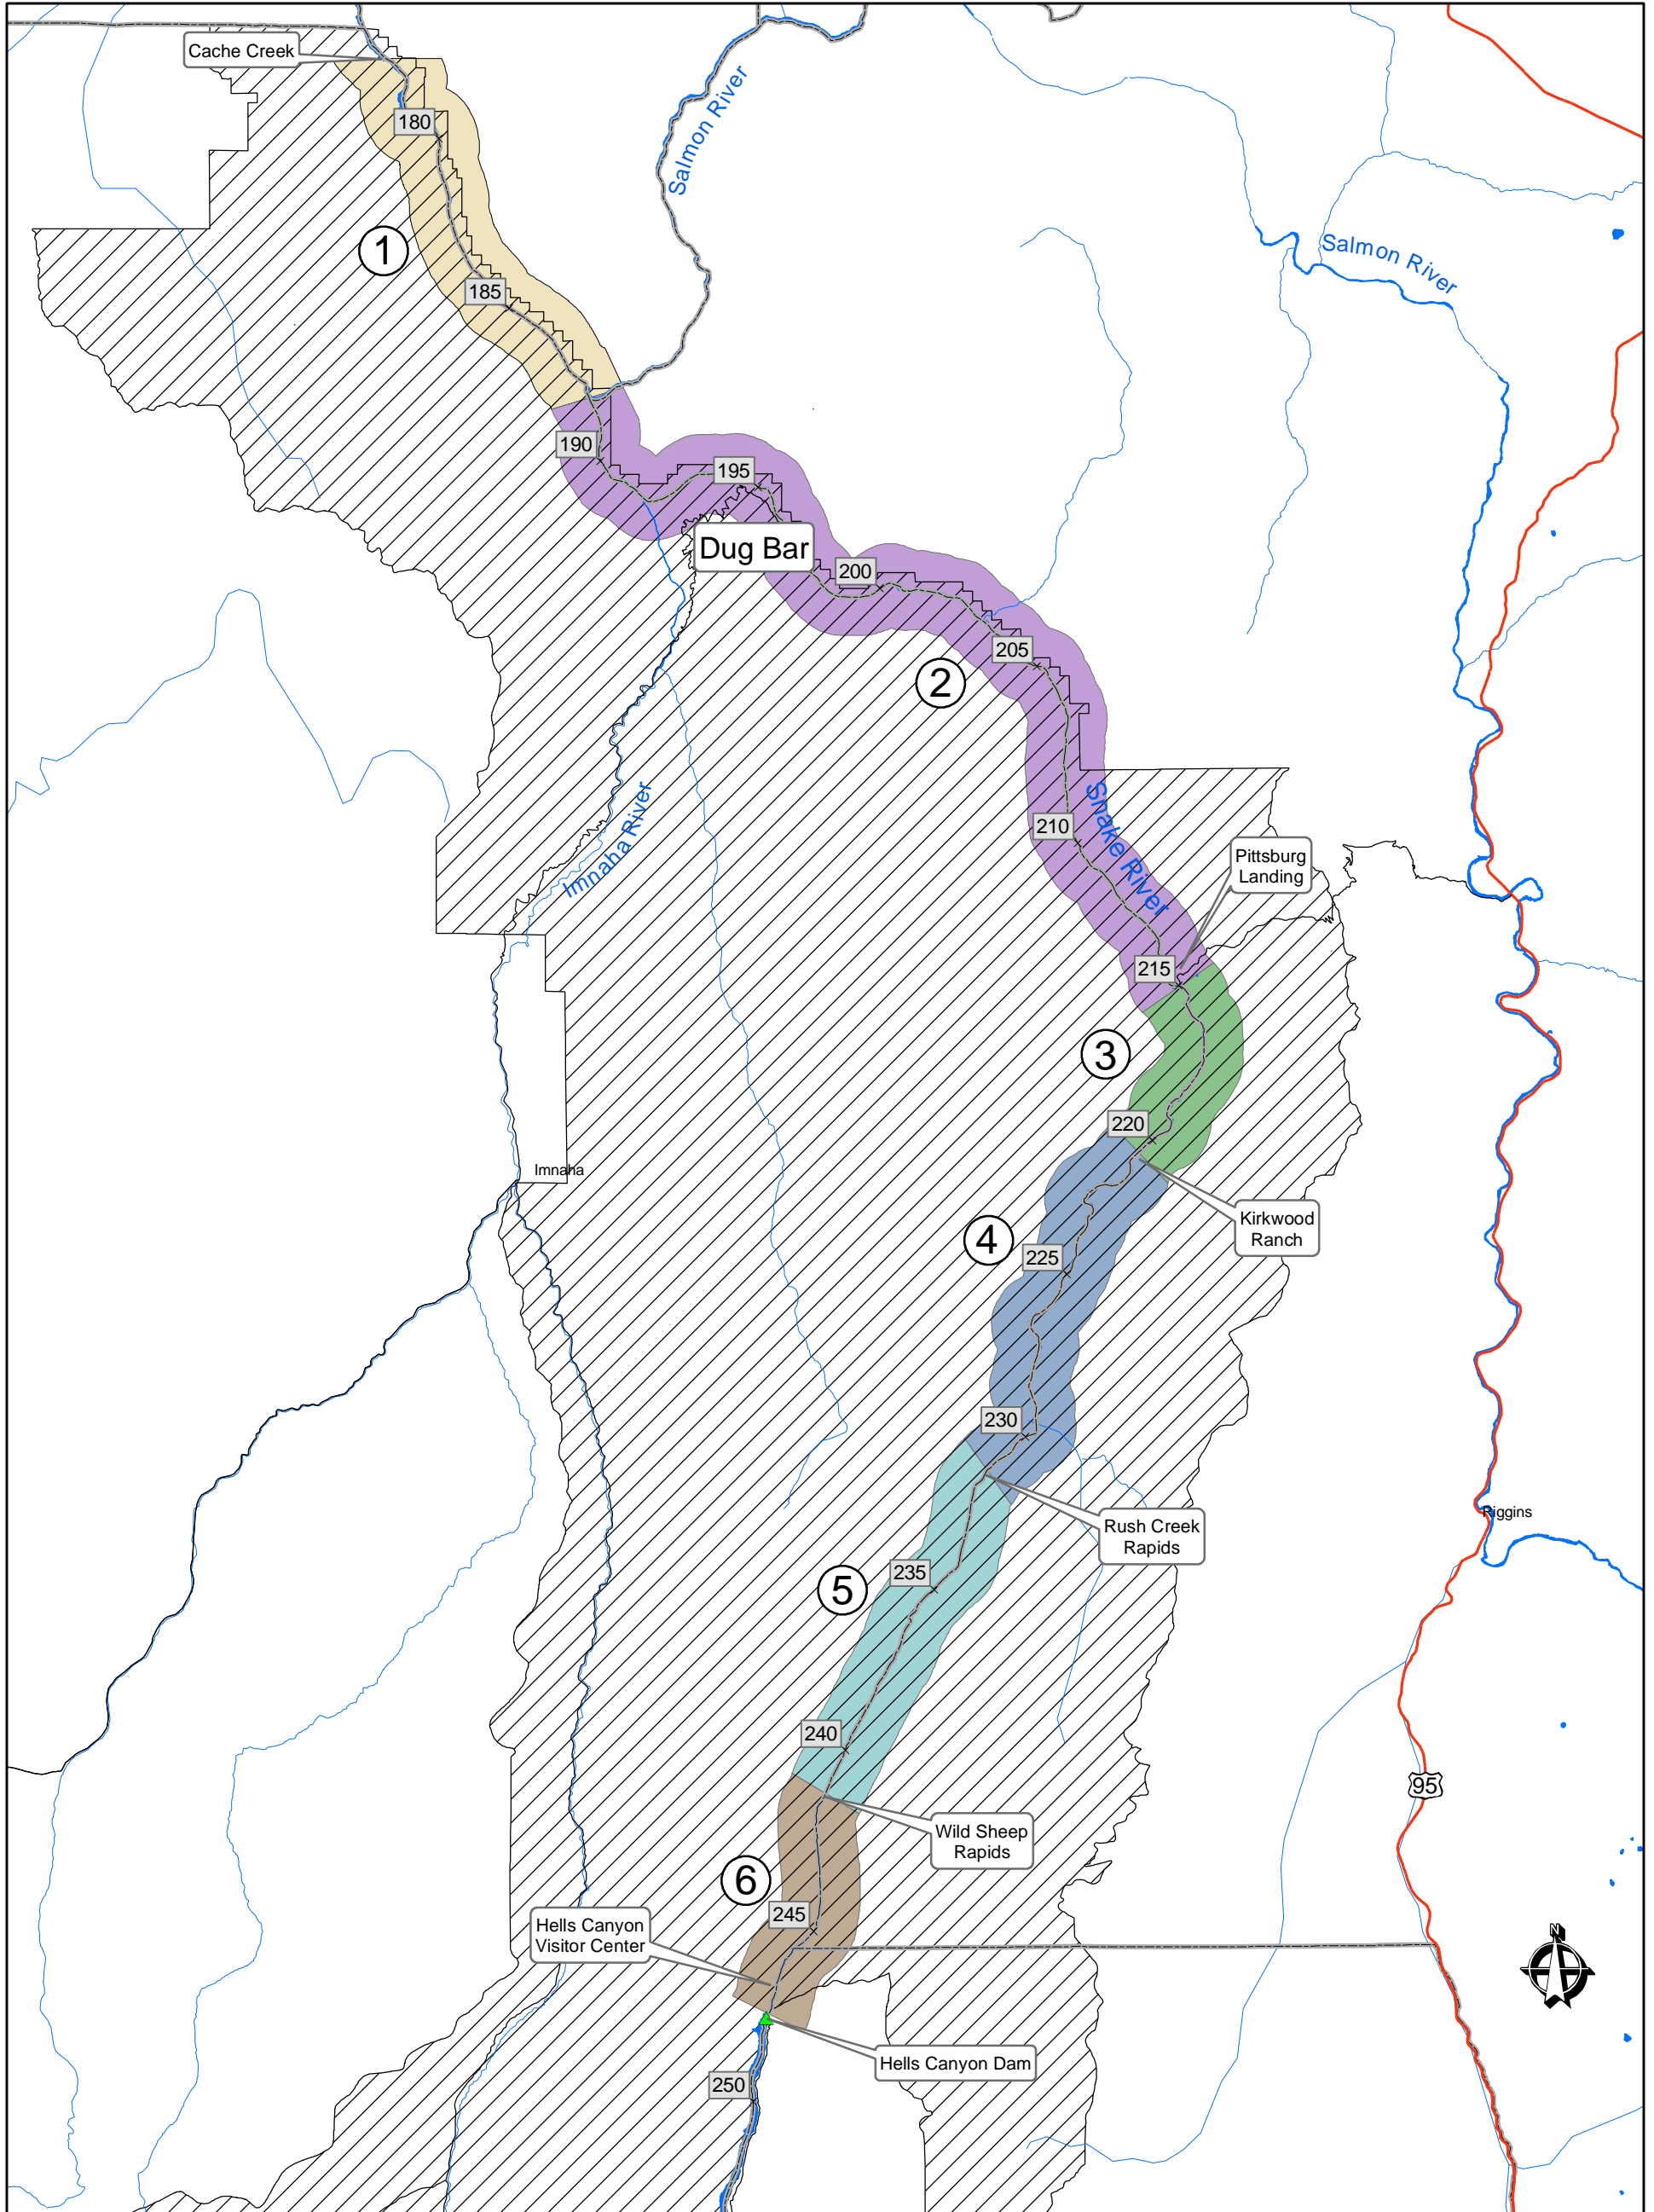 Cache Creek
180
Salmon River
Salmon River
1
185
190
195
Dug Bar
200
205
2
Imnaha River
Snake River
210
Pittsburg
Landing
215
3
220
Imnaha
Kirkwood
Ranch
4
225
230
Rush Creek
Rapids
Riggins
235
5
240
95
Wild Sheep
Rapids
6
245
Hells Canyon
Visitor Center
N
Hells Canyon Dam
250